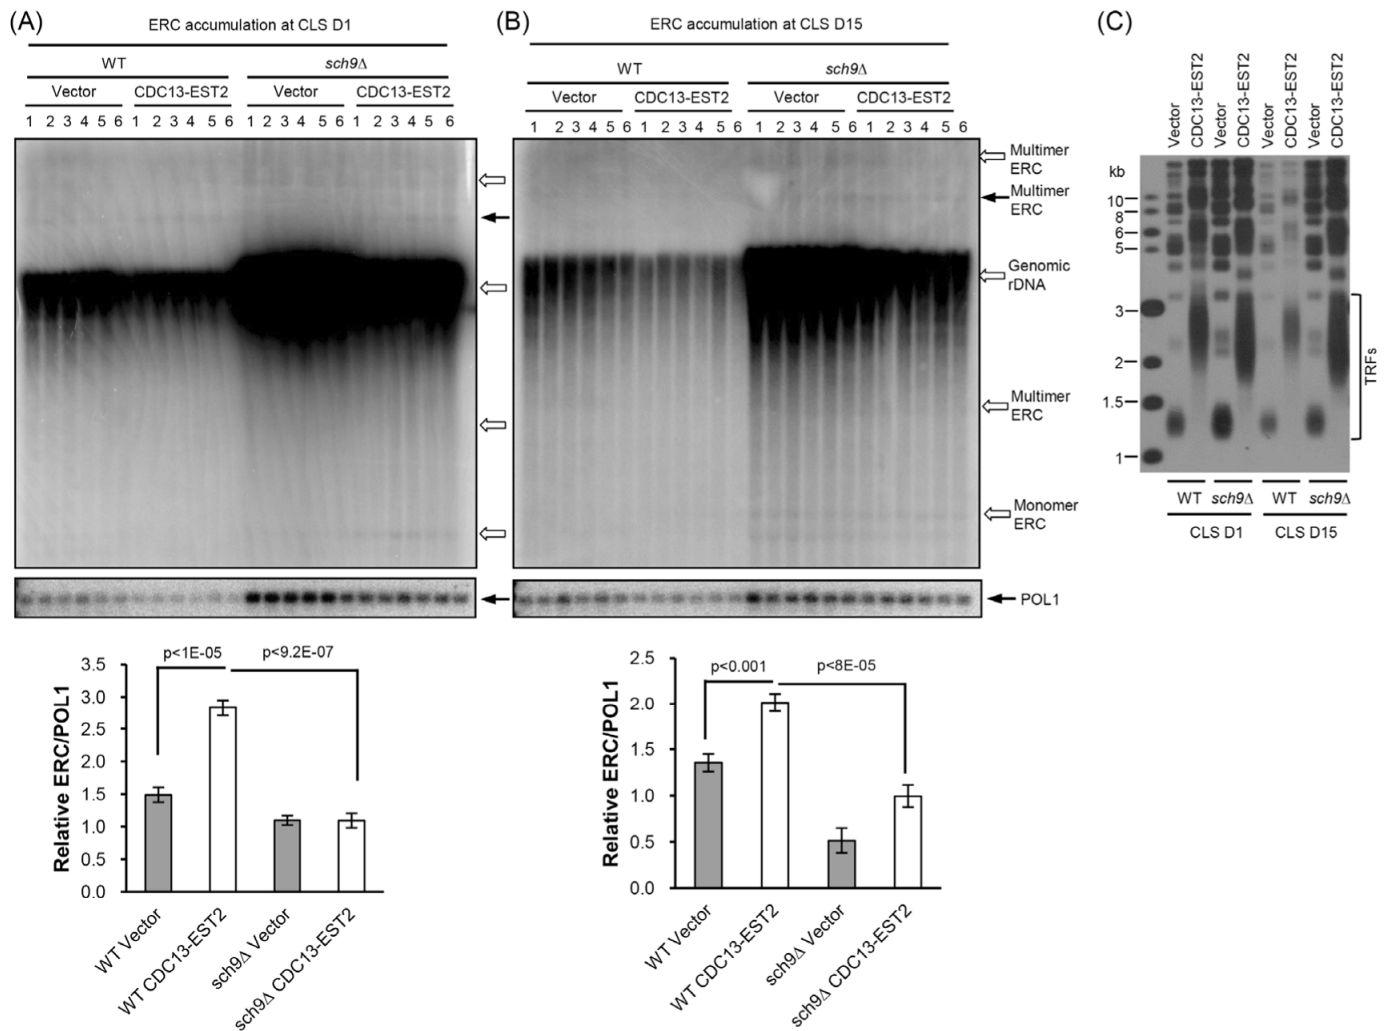 (A)
ERC accumulation at CLS D1
WT
sch9Δ
Vector
CDC13-EST2
Vector
CDC13-EST2
1 2 3 4 5 6 1 2 3 4 5 6 1 2 3 4 5 6 1 2 3 4 5 6
(B)
ERC accumulation at CLS D15
WT
sch9Δ
Vector
CDC13-EST2
Vector
CDC13-EST2
1 2 3 4 5 6 1 2 3 4 5 6 1 2 3 4 5 6 1 2 3 4 5 6
Multimer
ERC
Multimer
ERC
Genomic
rDNA
Multimer
ERC
Monomer
ERC
POL1
(C)
Vector
CDC13-EST2
Vector
CDC13-EST2
Vector
CDC13-EST2
Vector
CDC13-EST2
kb
10
8
6
5
3
2
1.5
1
TRFs
WT
sch9Δ
WT
sch9Δ
CLS D1
CLS D15
Relative ERC/POL1
3.5
3.0
2.5
2.0
1.5
1.0
0.5
0.0
p<1E-05
p<9.2E-07
WT Vector
WT CDC13-EST2
sch9Δ Vector
sch9Δ CDC13-EST2
Relative ERC/POL1
2.5
2.0
1.5
1.0
0.5
0.0
p<0.001
p<8E-05
WT Vector
WT CDC13-EST2
sch9Δ Vector
sch9Δ CDC13-EST2